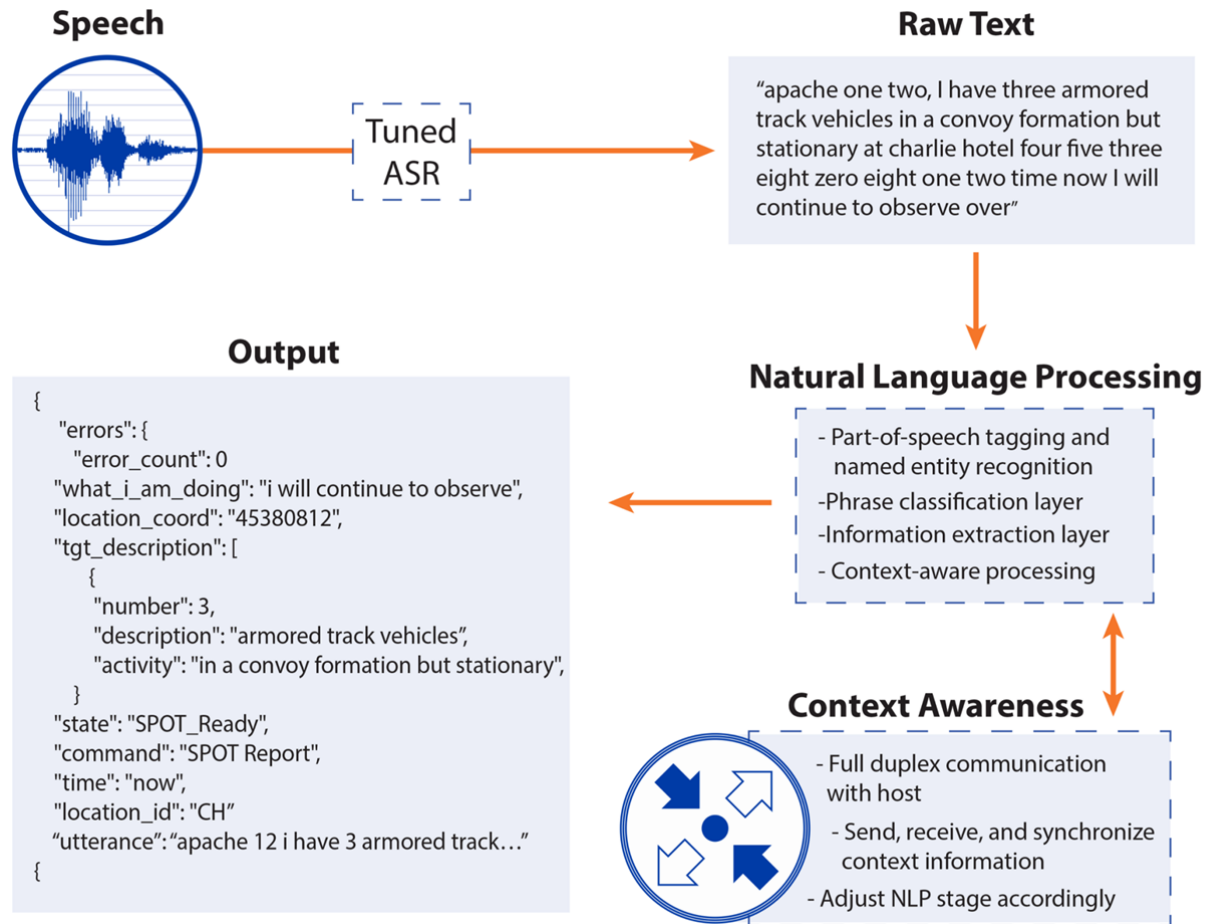 Speech
Tuned
ASR
Raw Text
“apache one two, I have three armored
track vehicles in a convoy formation but
stationary at charlie hotel four five three
eight zero eight one two time now I will
continue to observe over”
Natural Language Processing
- Part-of-speech tagging and
named entity recognition
-Phrase classification layer
-Information extraction layer
- Context-aware processing
Context Awareness
- Full duplex communication
with host
- Send, receive, and synchronize
context information
- Adjust NLP stage accordingly
Output
{
"errors": {
"error_count": 0
"what_i_am_doing": "i will continue to observe",
"location_coord": "45380812",
"tgt_description": [
{
"number": 3,
"description": "armored track vehicles”,
"activity": "in a convoy formation but stationary",
}
"state": "SPOT_Ready",
"command": "SPOT Report",
"time": "now",
"location_id": "CH”
“utterance”: “apache 12 i have 3 armored track…”
{